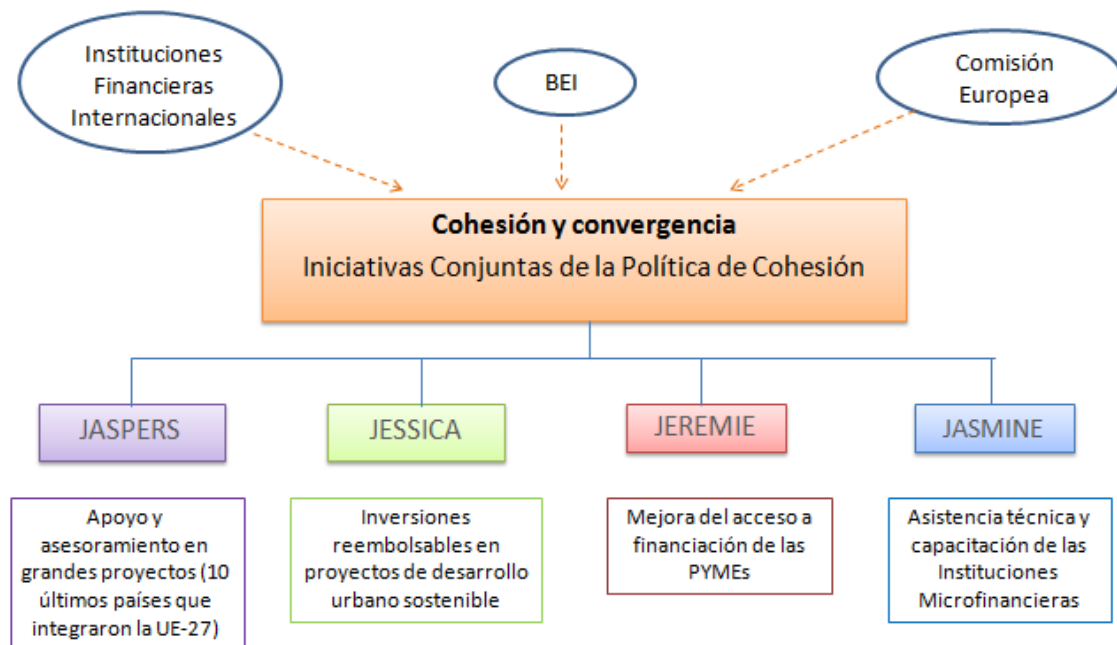 Instituciones
Financieras
Internacionales
BEI
Comisión
Europea
Cohesión y convergencia
Iniciativas Conjuntas de la Política de Cohesión
JASPERS
JESSICA
JEREMIE
JASMINE
Apoyo y
asesoramiento en
grandes proyectos (10
últimos países que
integraron la UE-27)
Inversiones
reembolsables en
proyectos de desarrollo
urbano sostenible
Mejora del acceso a
financiación de las
PYMEs
Asistencia técnica y
capacitación de las
Instituciones
Microfinancieras